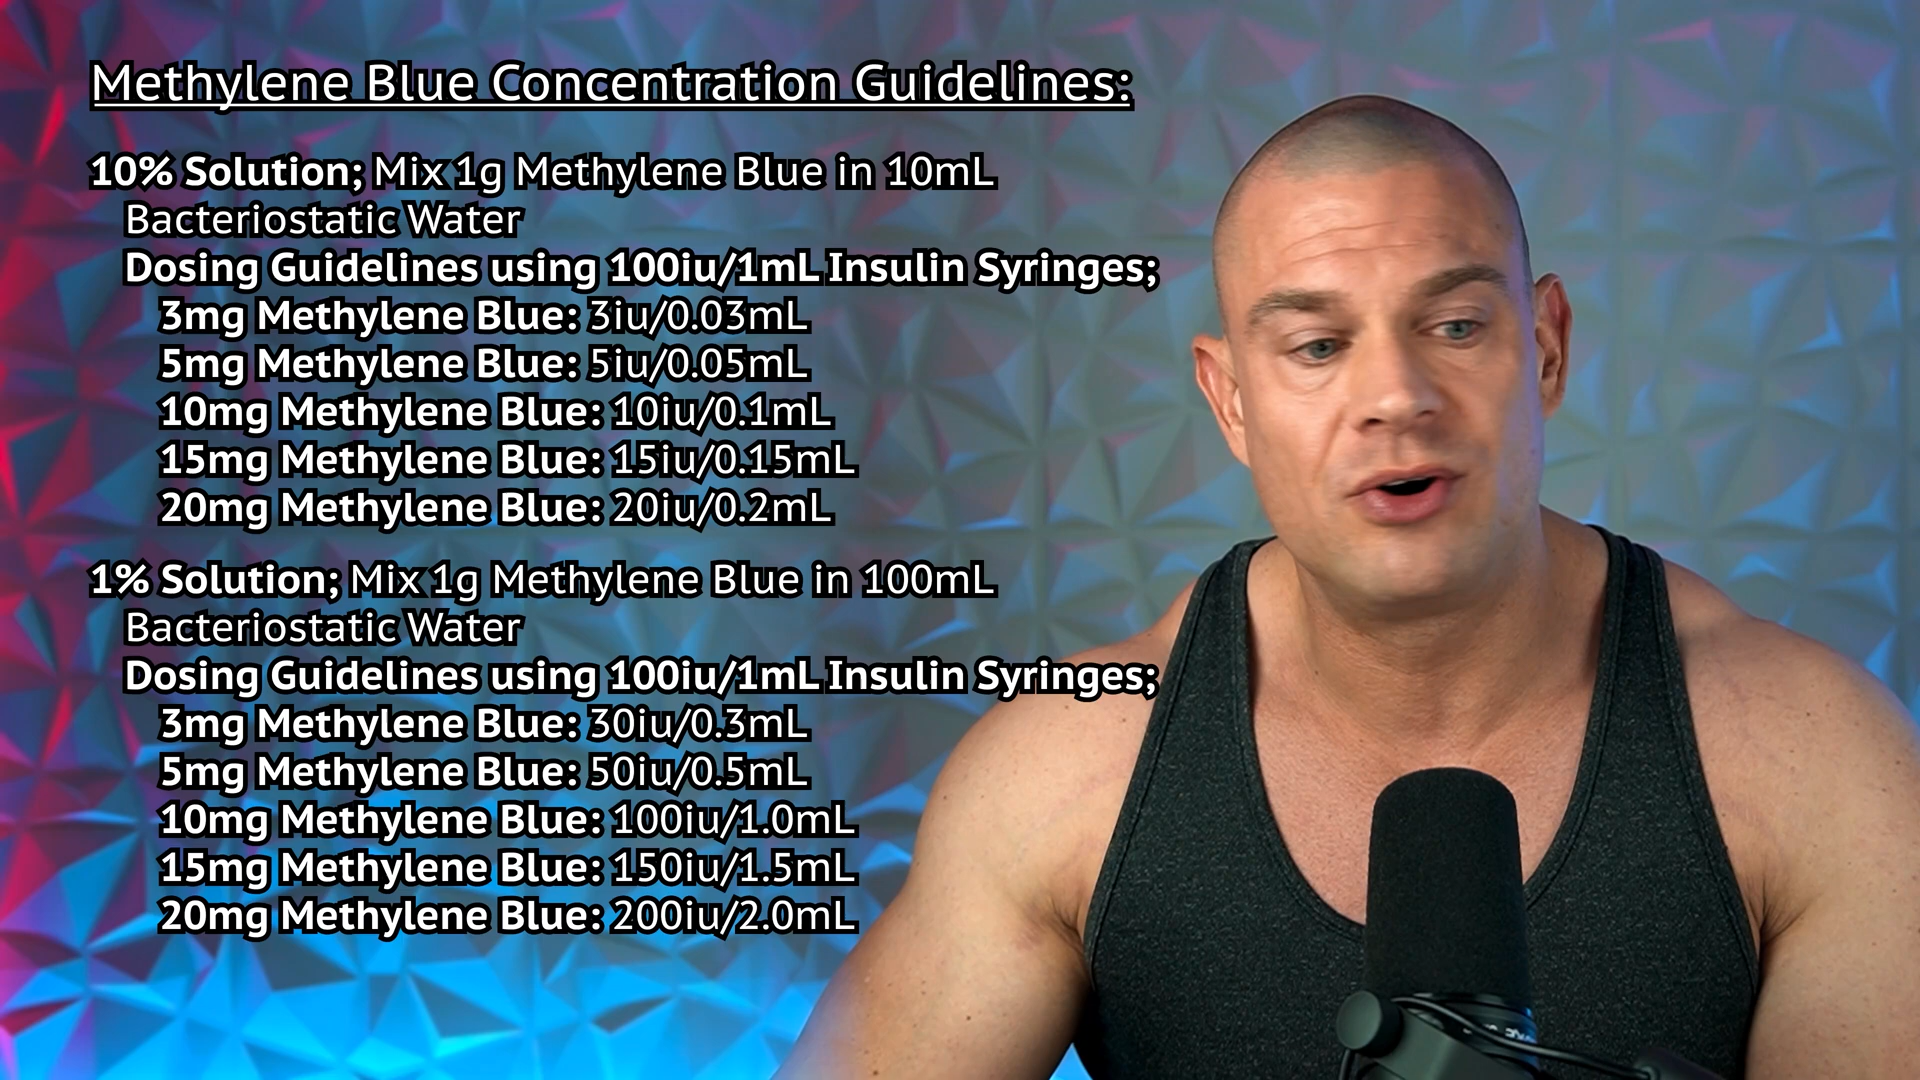 Methylene Blue Concentration Guidelines:
10% Solution; Mix 1g Methylene Blue in 10mL
Bacteriostatic Water
Dosing Guidelines using 100iu/1mL Insulin Syringes;
3mg Methylene Blue: 3iu/0.03mL
5mg Methylene Blue: 5iu/0.05mL
10mg Methylene Blue: 10iu/0.1mL
15mg Methylene Blue: 15iu/0.15mL
20mg Methylene Blue: 20iu/0.2mL
1% Solution; Mix 1g Methylene Blue in 100mL
Bacteriostatic Water
Dosing Guidelines using 100iu/1mL Insulin Syringes;
3mg Methylene Blue: 30iu/0.3mL
5mg Methylene Blue: 50iu/0.5mL
10mg Methylene Blue: 100iu/1.0mL
15mg Methylene Blue: 150iu/1.5mL
20mg Methylene Blue: 200iu/2.0mL